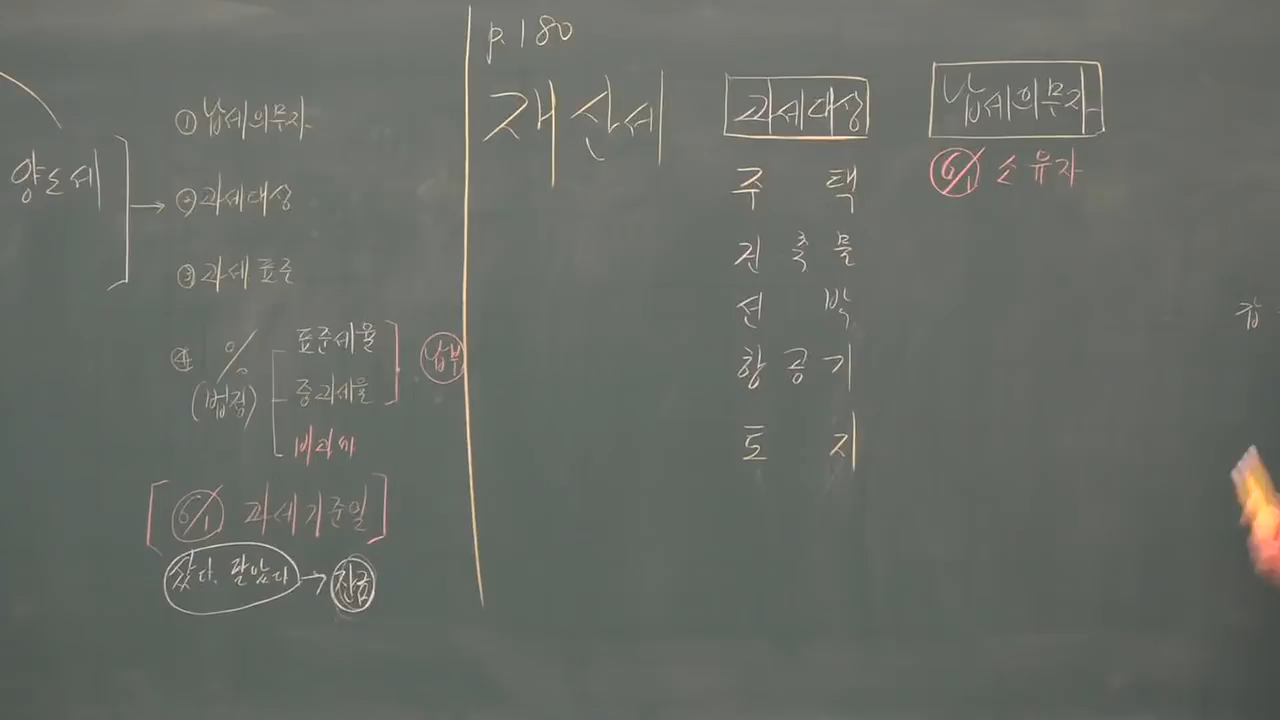 양도세
① 납세의무자
② 과세대상
③ 과세표준
④ %
(법정)
표준세율
중과세율
비과세
납부
6/1 과세기준일
샀다. 팔았다 → 잔금
p.180
재산세
과세대상
주택
건축물
선박
항공기
토지
납세의무자
6/1 소유자
갑